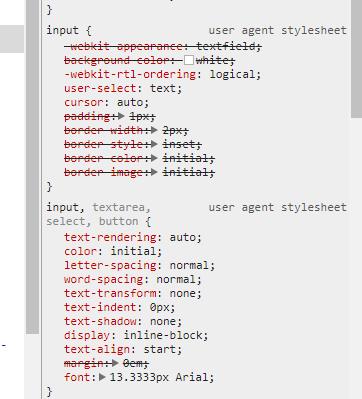 }
input { user agent stylesheet
-webkit-appearance: textfield;
background-color: white;
-webkit-rtl-ordering: logical;
user-select: text;
cursor: auto;
padding: 1px;
border-width: 2px;
border-style: inset;
border-color: initial;
border-image: initial;
}
input, textarea, user agent stylesheet
select, button {
text-rendering: auto;
color: initial;
letter-spacing: normal;
word-spacing: normal;
text-transform: none;
text-indent: 0px;
text-shadow: none;
display: inline-block;
text-align: start;
margin: 0em;
font: 13.3333px Arial;
}